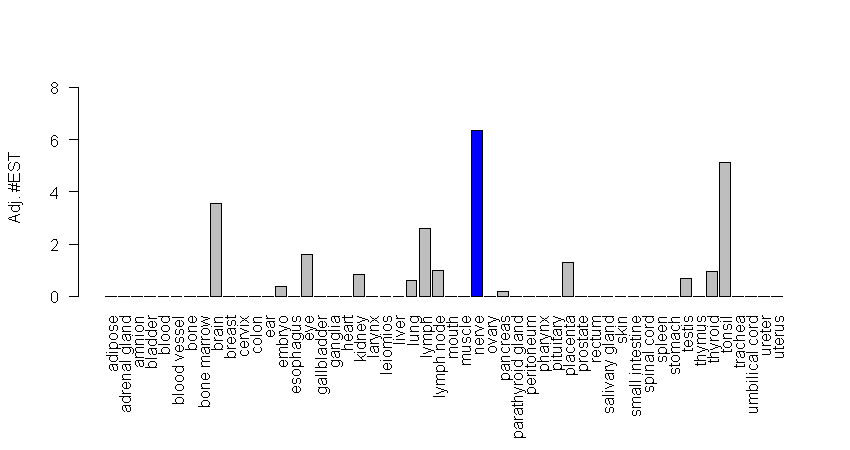 Adj. #EST
8
6
4
2
0
adipose
adrenal gland
amnion
bladder
blood
blood vessel
bone
bone marrow
brain
breast
cervix
colon
ear
embryo
esophagus
eye
gallbladder
ganglia
heart
kidney
larynx
leiomios
liver
lung
lymph
lymph node
mouth
muscle
nerve
ovary
pancreas
parathyroid gland
peritoneum
pharynx
pituitary
placenta
prostate
rectum
salivary gland
skin
small intestine
spinal cord
spleen
stomach
testis
thymus
thyroid
tonsil
trachea
umbilical cord
ureter
uterus